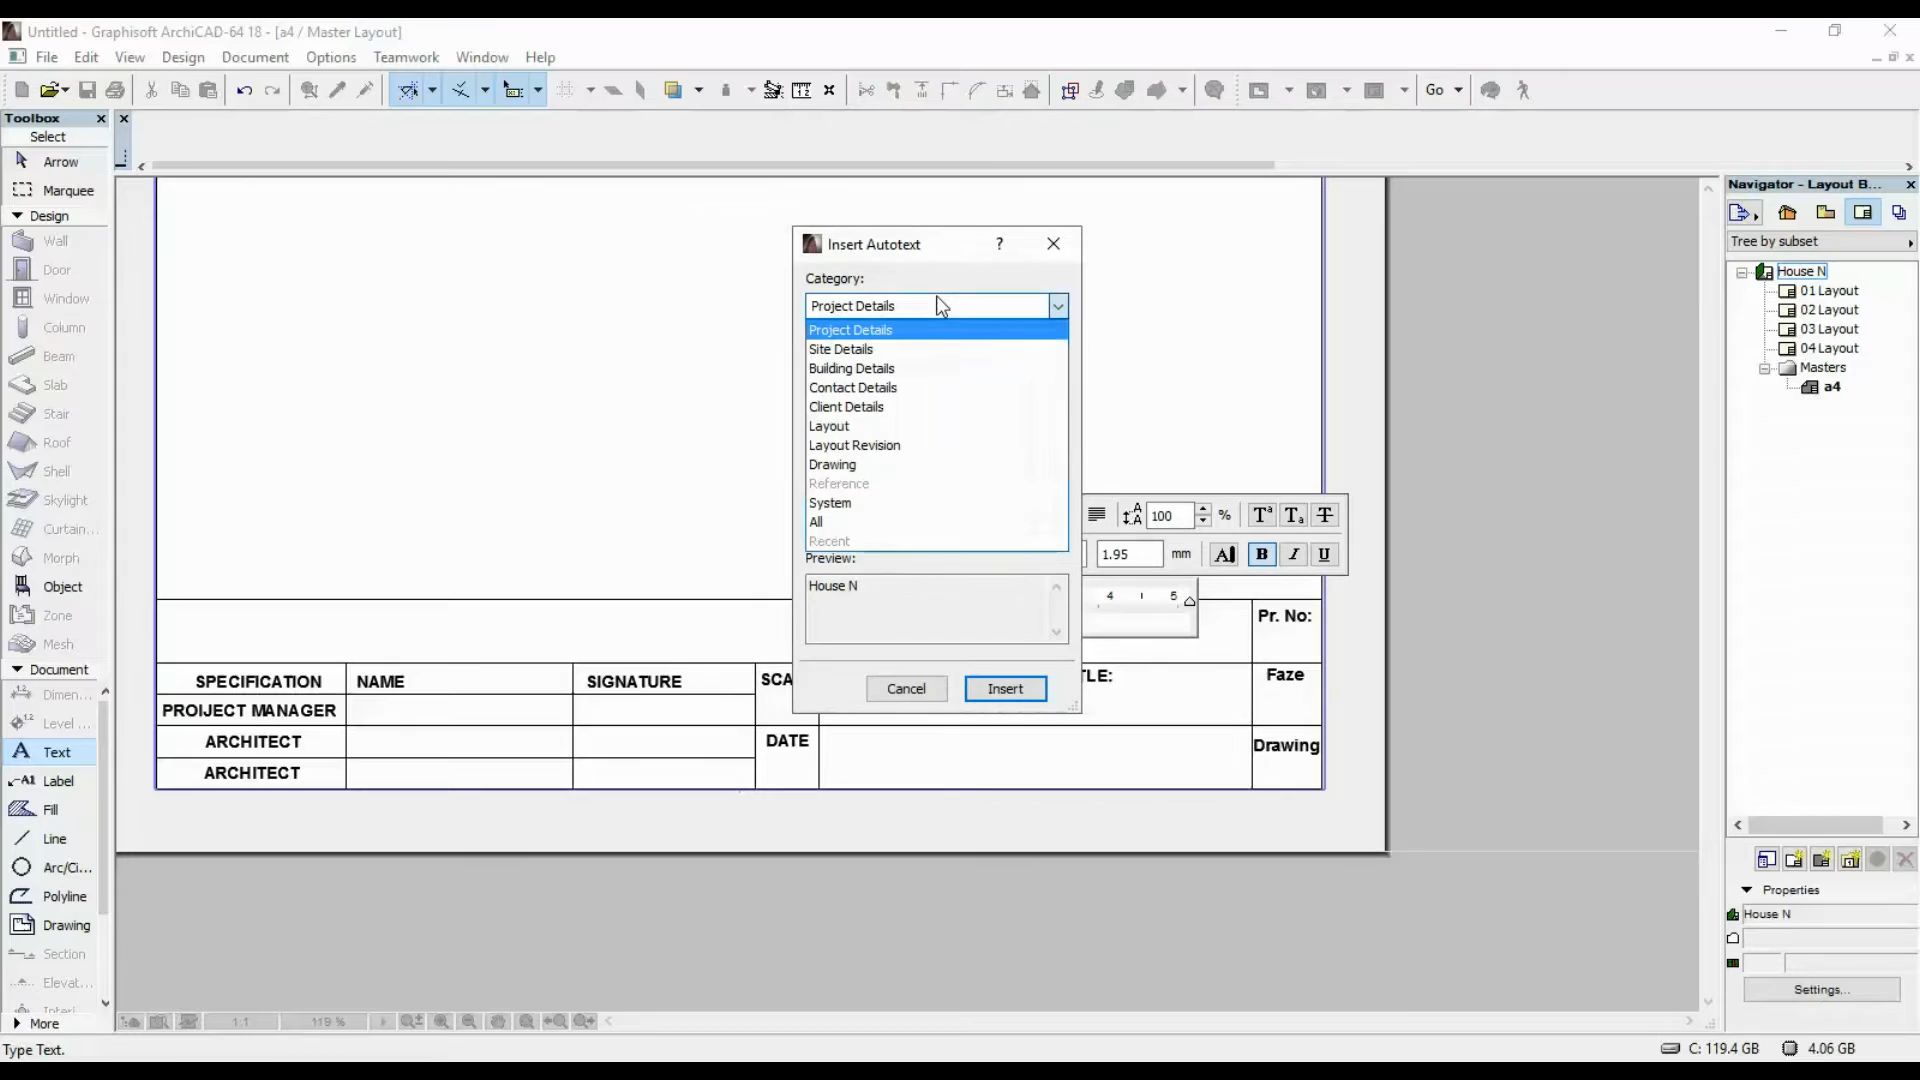 Untitled - Graphisoft ArchiCAD-64 18 - [a4 / Master Layout]
File Edit View Design Document Options Teamwork Window Help
Go
Toolbox
Select
Arrow
Marquee
Design
Wall
Door
Window
Column
Beam
Slab
Stair
Roof
Shell
Skylight
Curtain...
Morph
Object
Zone
Mesh
Document
Dimen...
Level ...
Text
Label
Fill
Line
Arc/Ci...
Polyline
Drawing
Section
Elevat...
More
Insert Autotext
Category:
Project Details
Project Details
Site Details
Building Details
Contact Details
Client Details
Layout
Layout Revision
Drawing
Reference
System
All
Recent
Preview:
House N
Cancel Insert
100 %
1.95 mm
4 5
Pr. No:
SPECIFICATION NAME SIGNATURE SCA TLE: Faze
PROIJECT MANAGER
ARCHITECT DATE Drawing
ARCHITECT
1:1 119 %
Type Text.
Navigator - Layout B...
Tree by subset
House N
01 Layout
02 Layout
03 Layout
04 Layout
Masters
a4
Properties
House N
Settings...
C: 119.4 GB 4.06 GB